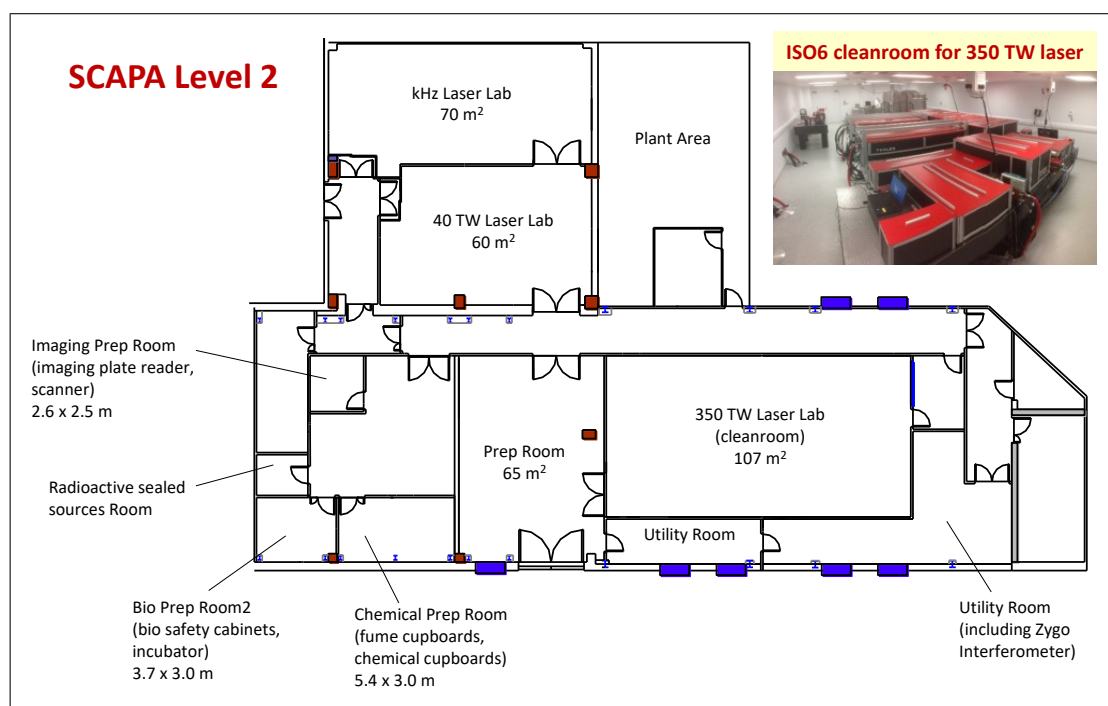 SCAPA Level 2
ISO6 cleanroom for 350 TW laser
kHz Laser Lab
70 m²
Plant Area
40 TW Laser Lab
60 m²
Imaging Prep Room
(imaging plate reader,
scanner)
2.6 x 2.5 m
350 TW Laser Lab
(cleanroom)
107 m²
Prep Room
65 m²
Radioactive sealed
sources Room
Utility Room
Bio Prep Room2
(bio safety cabinets,
incubator)
3.7 x 3.0 m
Chemical Prep Room
(fume cupboards,
chemical cupboards)
5.4 x 3.0 m
Utility Room
(including Zygo
Interferometer)